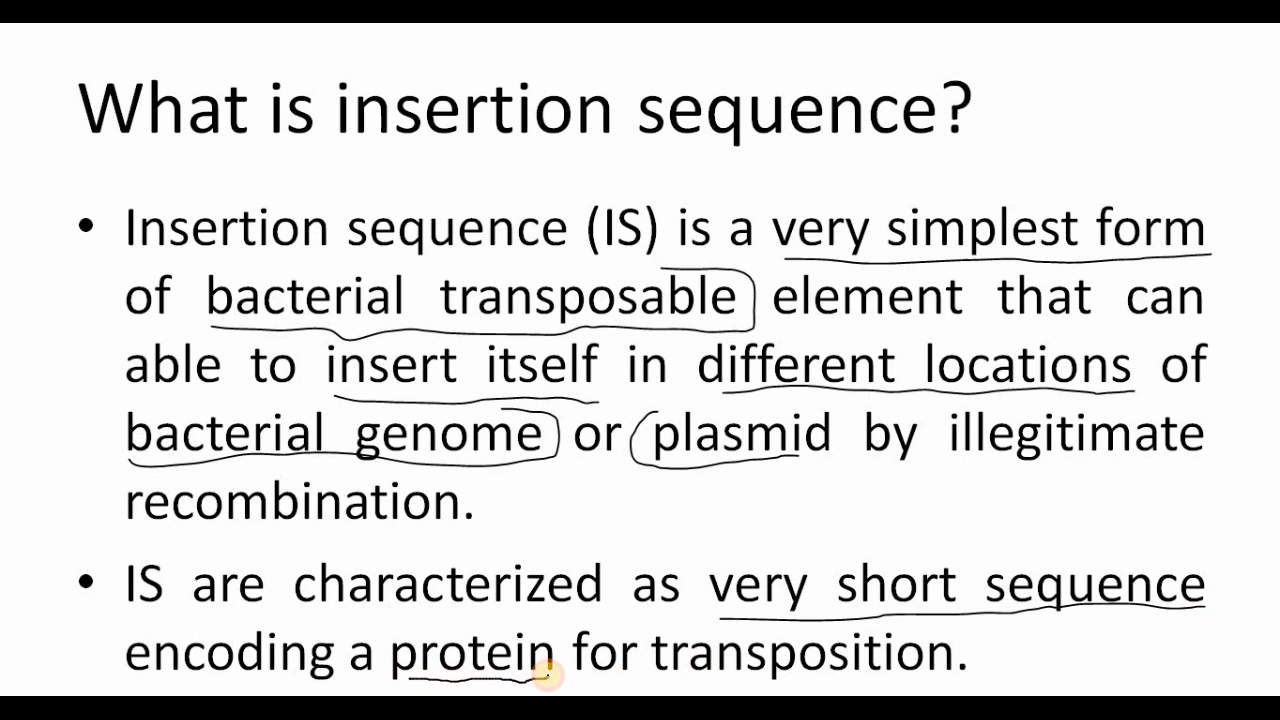 What is insertion sequence?
• Insertion sequence (IS) is a very simplest form
of bacterial transposable element that can
able to insert itself in different locations of
bacterial genome or plasmid by illegitimate
recombination.
• IS are characterized as very short sequence
encoding a protein for transposition.